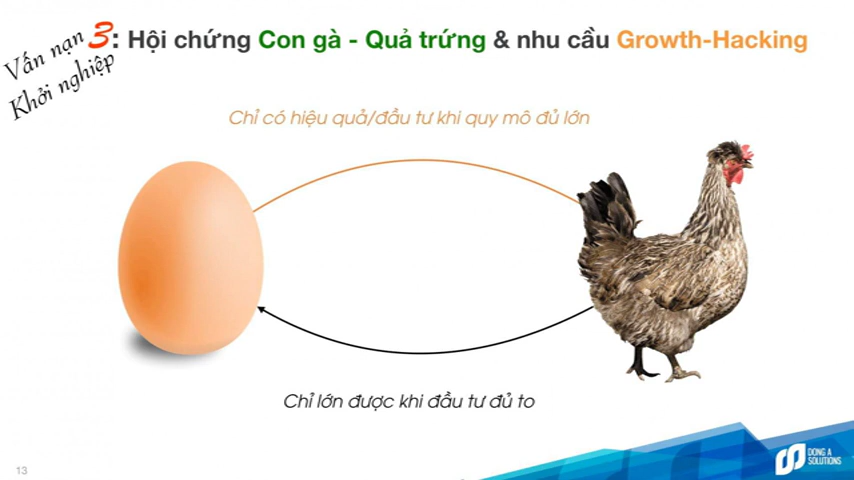 Vấn nạn 3: Hội chứng Con gà - Quả trứng & nhu cầu Growth-Hacking
Khởi nghiệp
Chỉ có hiệu quả/đầu tư khi quy mô đủ lớn
Chỉ lớn được khi đầu tư đủ to
13
DONG A
SOLUTIONS